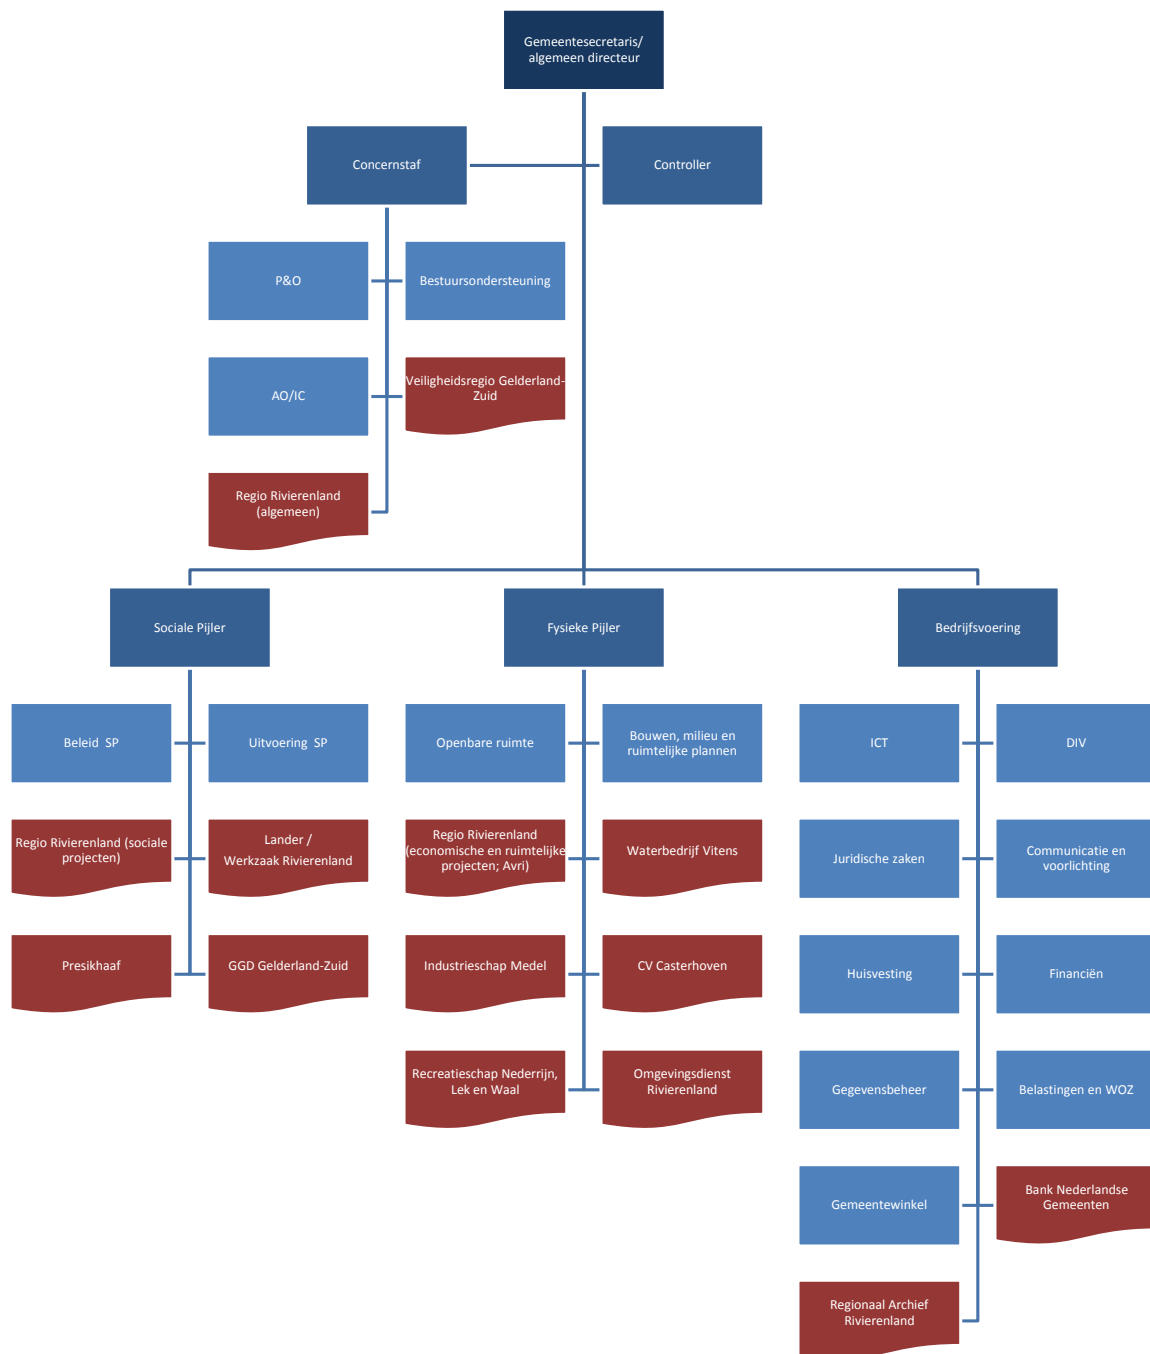 Gemeentesecretaris/
algemeen directeur
Concernstaf
Controller
P&O
Bestuursondersteuning
AO/IC
Veiligheidsregio Gelderland-
Zuid
Regio Rivierenland
(algemeen)
Sociale Pijler
Fysieke Pijler
Bedrijfsvoering
Beleid SP
Uitvoering SP
Openbare ruimte
Bouwen, milieu en
ruimtelijke plannen
ICT
DIV
Regio Rivierenland (sociale
projecten)
Lander /
Werkzaak Rivierenland
Regio Rivierenland
(economische en ruimtelijke
projecten; Avri)
Waterbedrijf Vitens
Juridische zaken
Communicatie en
voorlichting
Presikhaaf
GGD Gelderland-Zuid
Industrieschap Medel
CV Casterhoven
Huisvesting
Financiën
Recreatieschap Nederrijn,
Lek en Waal
Omgevingsdienst
Rivierenland
Gegevensbeheer
Belastingen en WOZ
Gemeentewinkel
Bank Nederlandse
Gemeenten
Regionaal Archief
Rivierenland